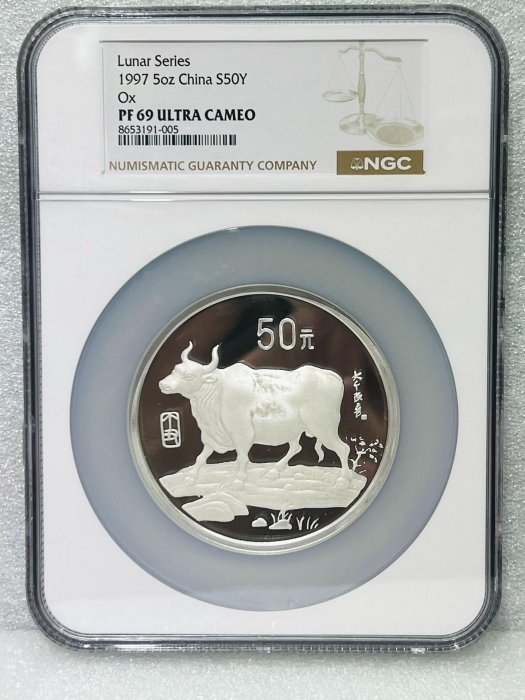 Lunar Series
1997 5oz China S50Y
Ox
PF 69 ULTRA CAMEO
8653191-005
NUMISMATIC GUARANTY COMPANY
NGC
50元